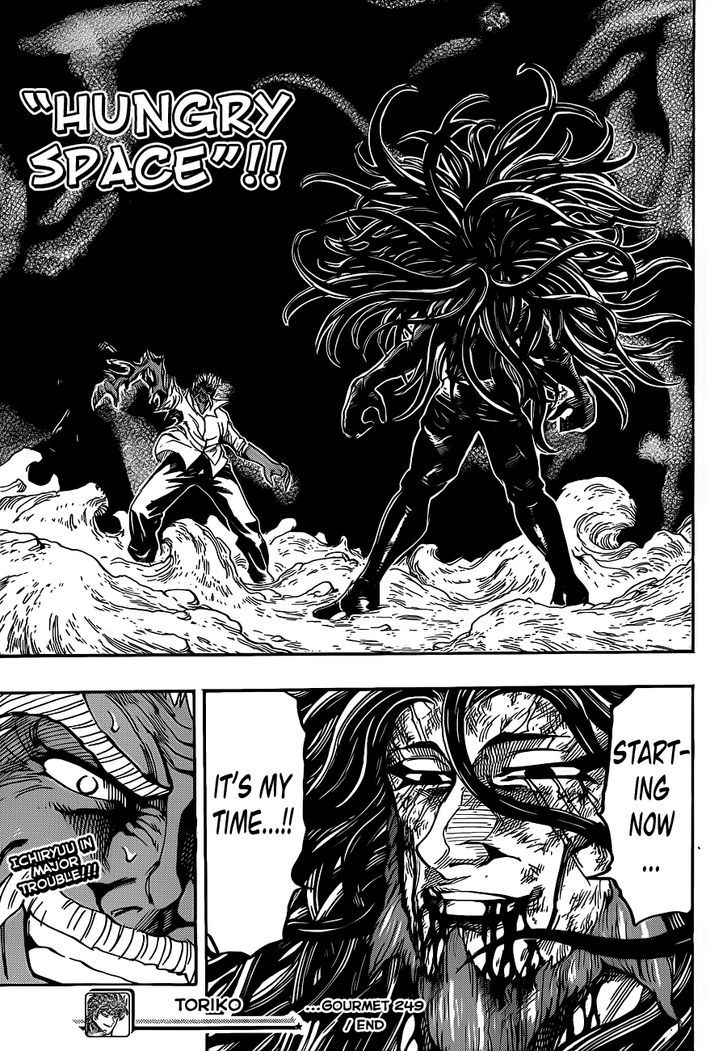 "HUNGRY
SPACE"!!
START-
ING
NOW
...
IT'S MY
TIME...!!
ICHIRYUU IN
MAJOR
TROUBLE!!!
TORIKO
...GOURMET 249
/ END